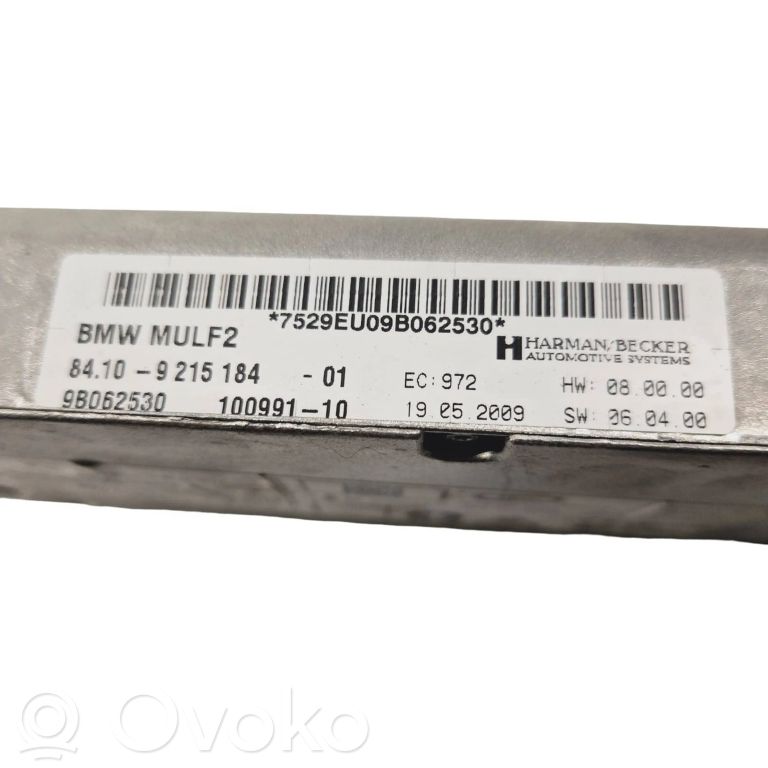 *7529EU09B062530*
BMW MULF2
HARMAN/BECKER
AUTOMOTIVE SYSTEMS
84.10 - 9 215 184 - 01 EC: 972 HW: 08.00.00
9B062530 100991-10 19.05.2009 SW: 06.04.00
Ovoko